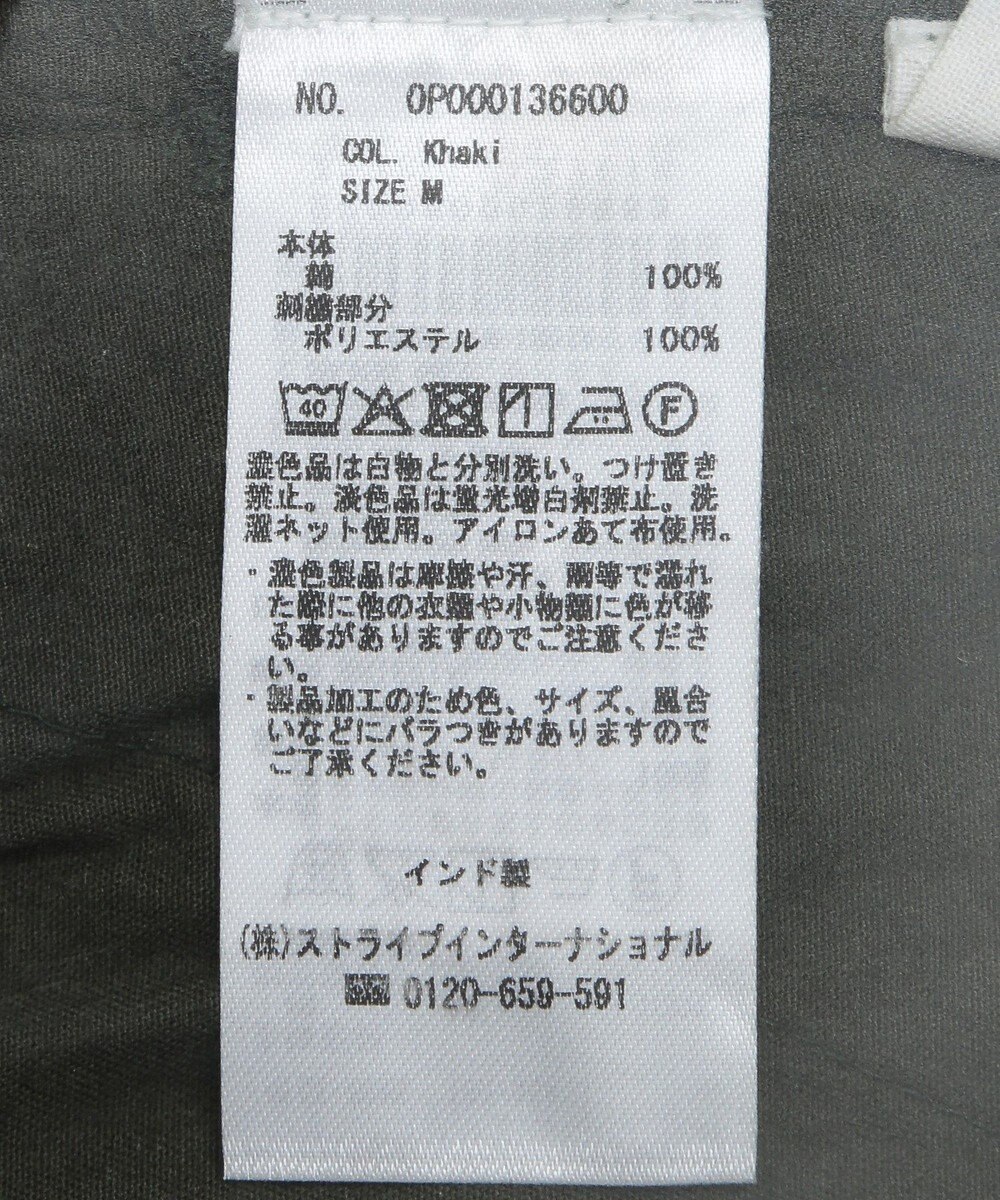 NO. OP000136600
COL. Khaki
SIZE M
本体
綿 100%
刺繍部分
ポリエステル 100%
40 F
濃色品は白物と分別洗い。つけ置き
禁止。淡色品は蛍光増白剤禁止。洗
濯ネット使用。アイロンあて布使用。
・濃色製品は摩擦や汗、雨等で濡れ
た際に他の衣類や小物類に色が移
る事がありますのでご注意くださ
い。
・製品加工のため色、サイズ、風合
いなどにバラつきがありますので
ご了承ください。
インド製
(株)ストライプインターナショナル
0120-659-591